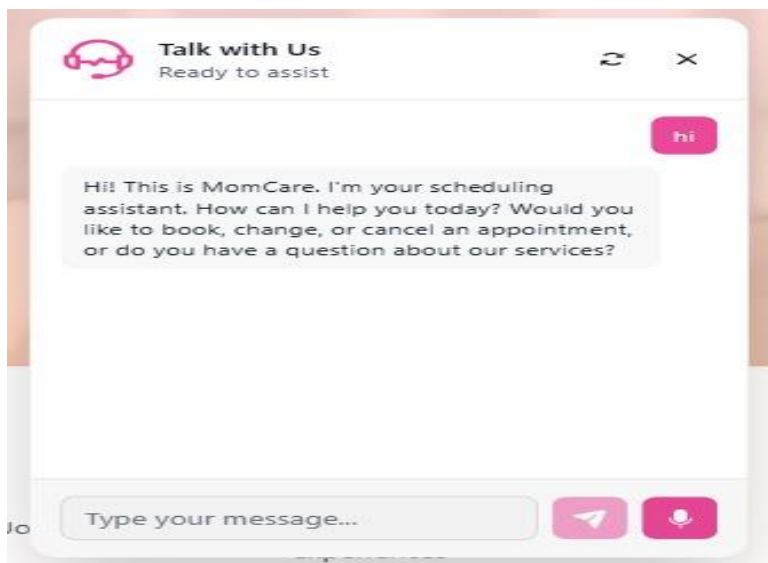 Talk with Us
Ready to assist
hi
Hi! This is MomCare. I'm your scheduling
assistant. How can I help you today? Would you
like to book, change, or cancel an appointment,
or do you have a question about our services?
Type your message...